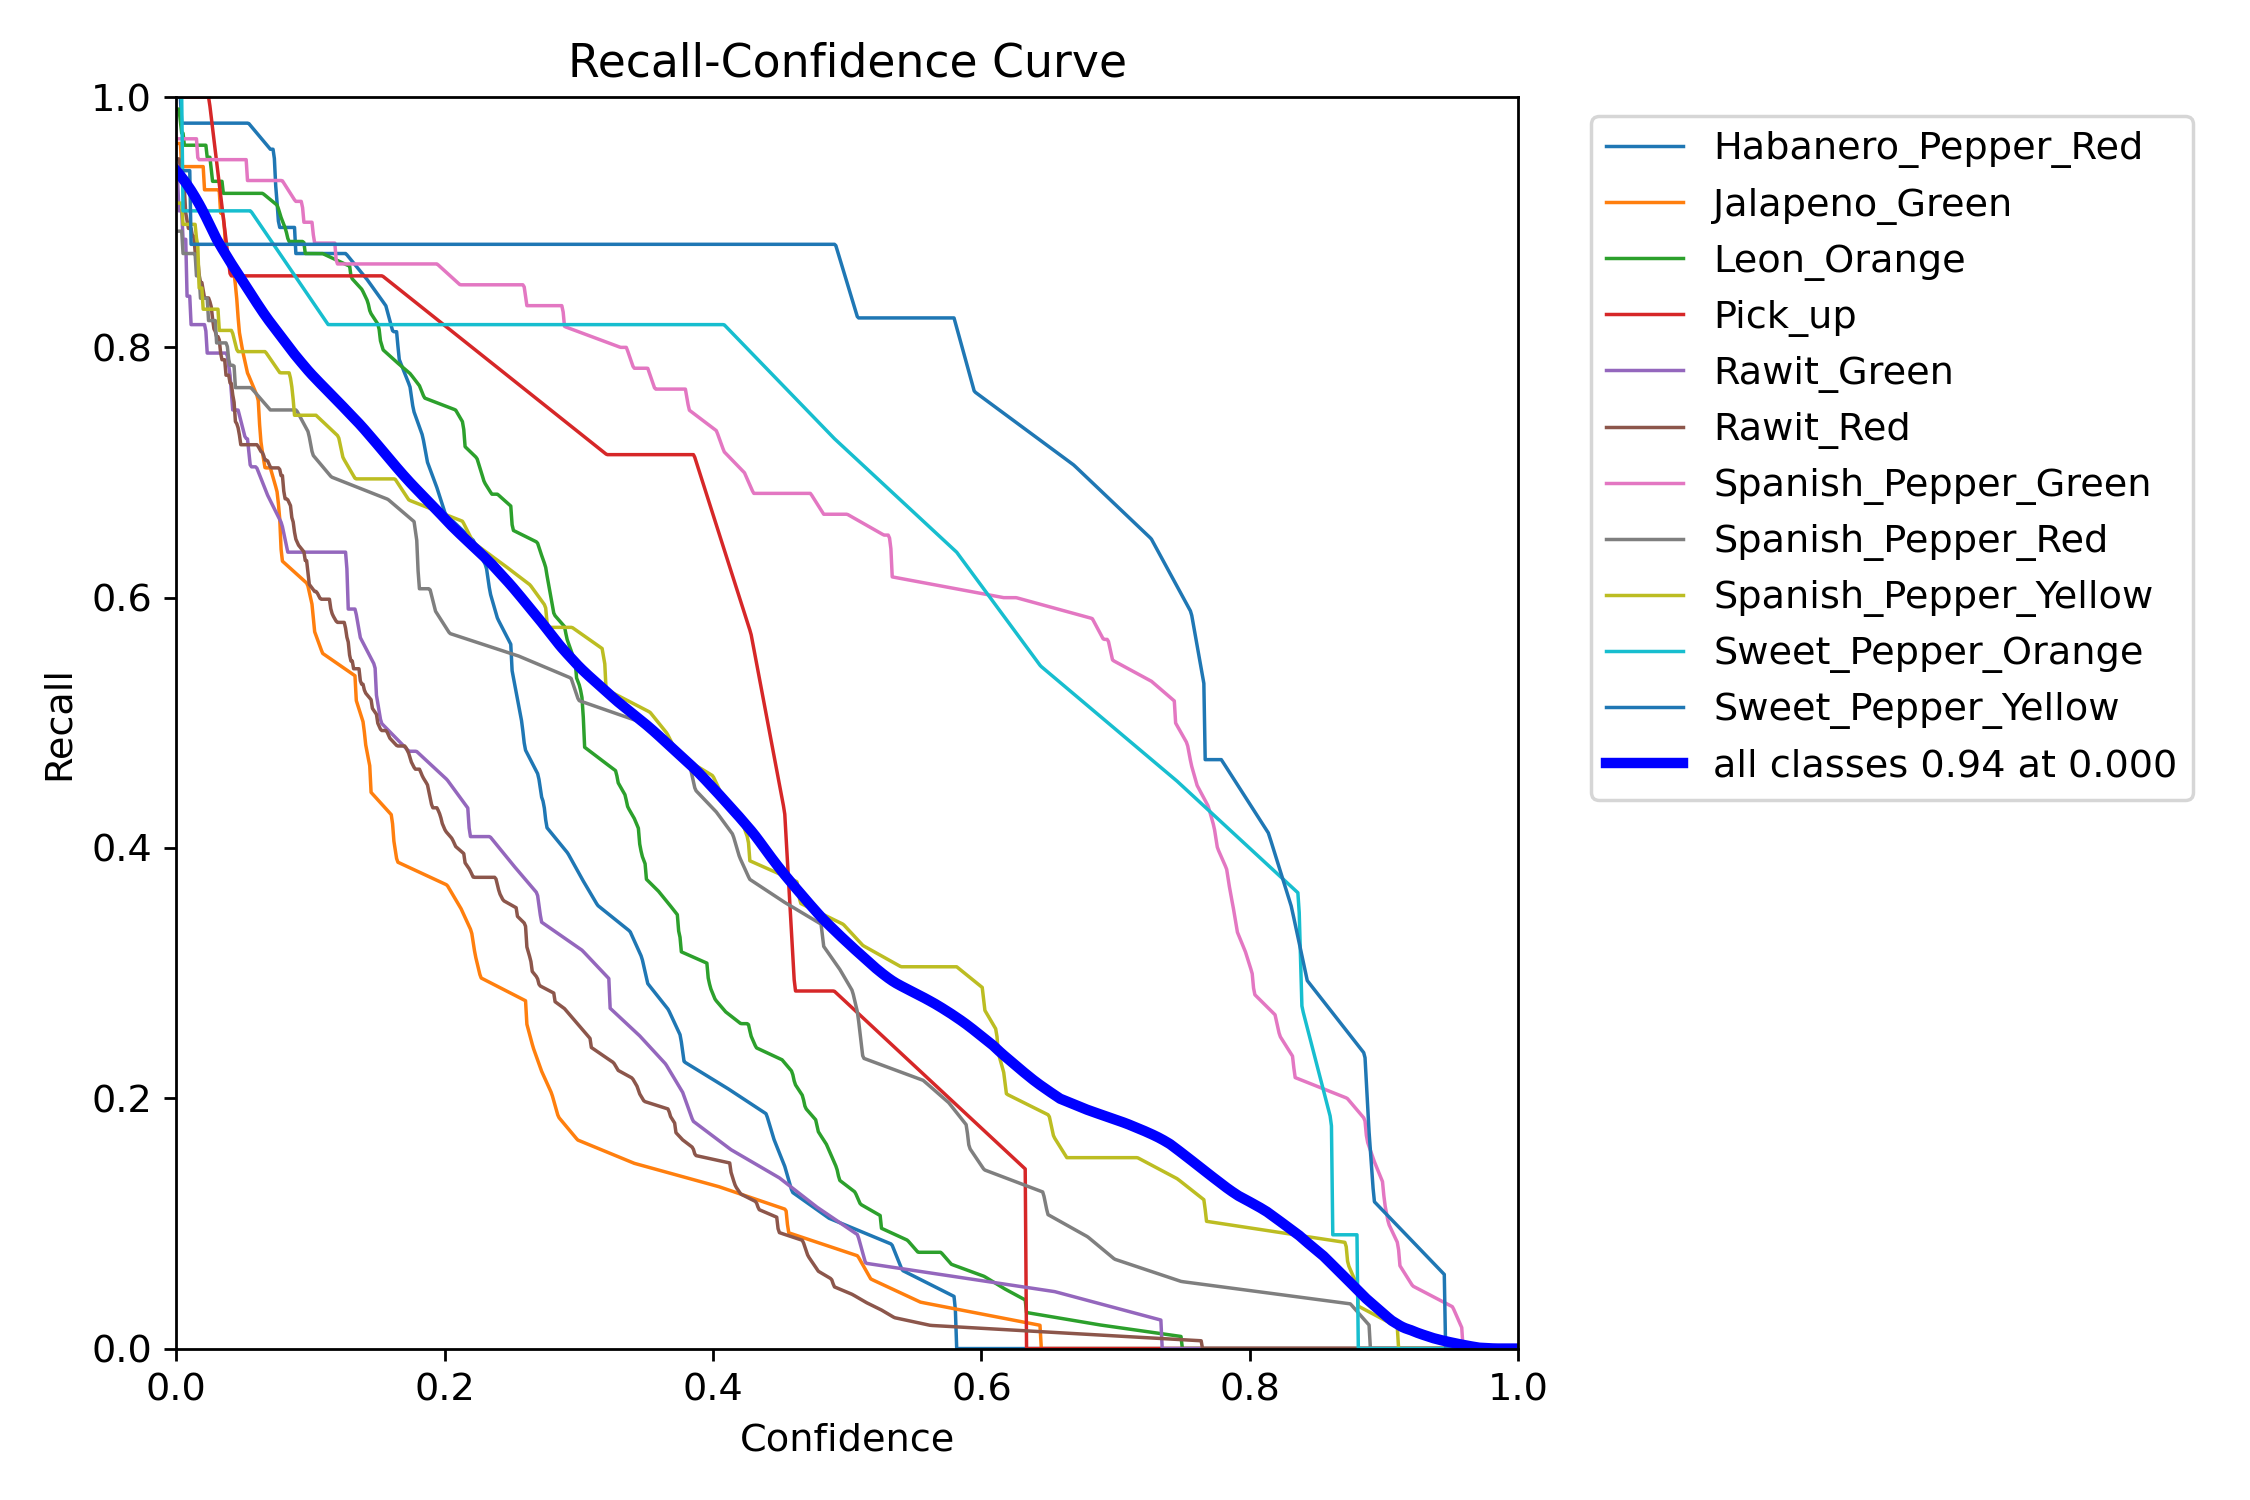 Recall-Confidence Curve
1.0
0.8
0.6
0.4
0.2
0.0
Recall
0.0 0.2 0.4 0.6 0.8 1.0
Confidence
Habanero_Pepper_Red
Jalapeno_Green
Leon_Orange
Pick_up
Rawit_Green
Rawit_Red
Spanish_Pepper_Green
Spanish_Pepper_Red
Spanish_Pepper_Yellow
Sweet_Pepper_Orange
Sweet_Pepper_Yellow
all classes 0.94 at 0.000